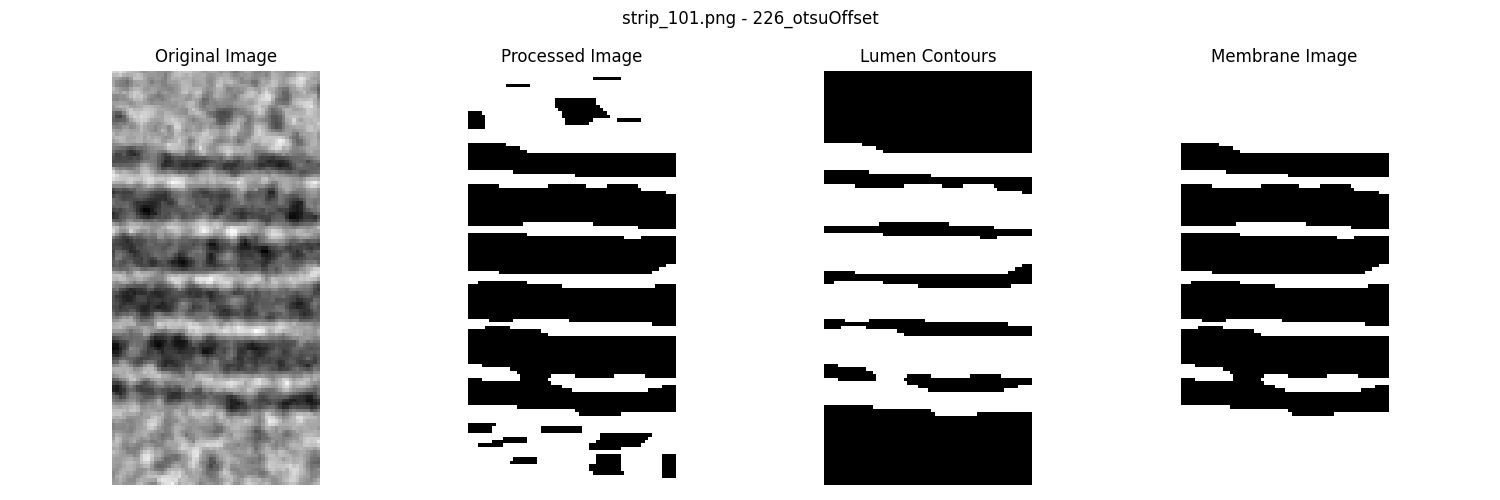 strip_101.png - 226_otsuOffset
Original Image
Processed Image
Lumen Contours
Membrane Image